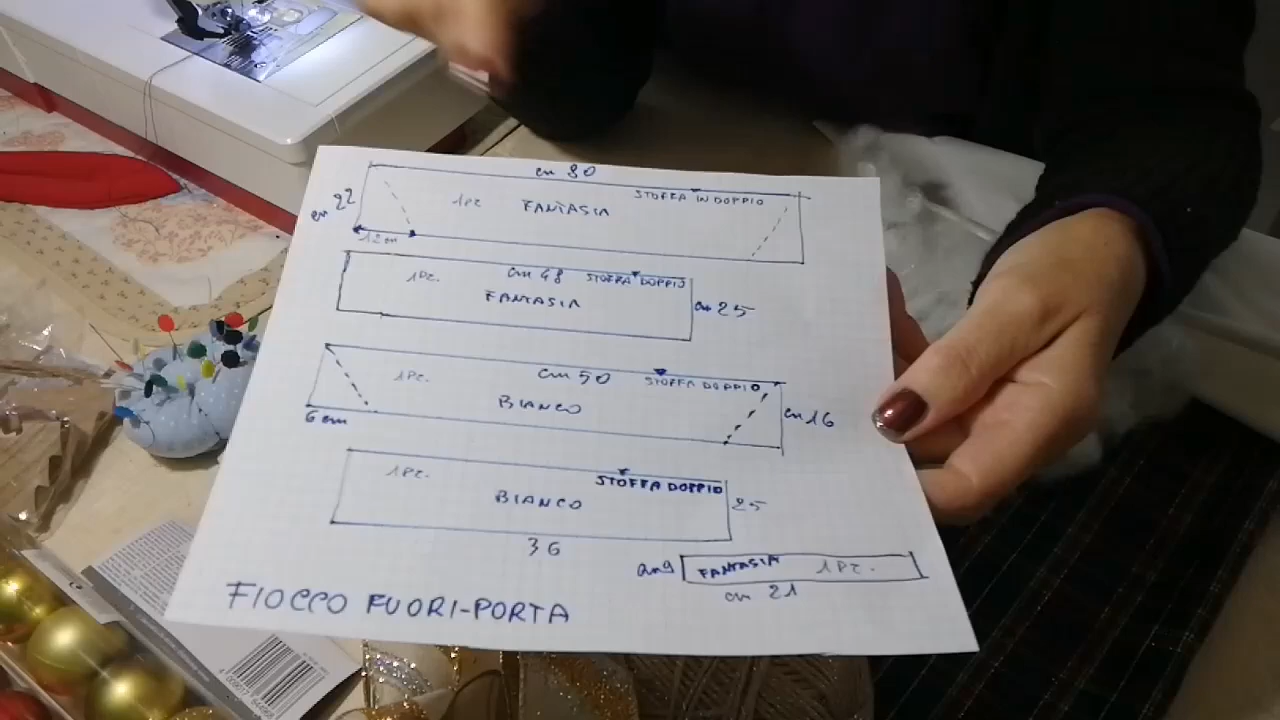 cm 80
cm 22
1PZ FANTASIA STOFFA IN DOPPIO
12cm
1PZ. cm 48 STOFFA DOPPIO
FANTASIA
cm 25
1PZ. cm 50 STOFFA DOPPIO
BIANCO
cm 16
6 cm
1PZ. STOFFA DOPPIO
BIANCO
25
36
cm 9 FANTASIA 1PZ.
cm 21
FIOCCO FUORI-PORTA